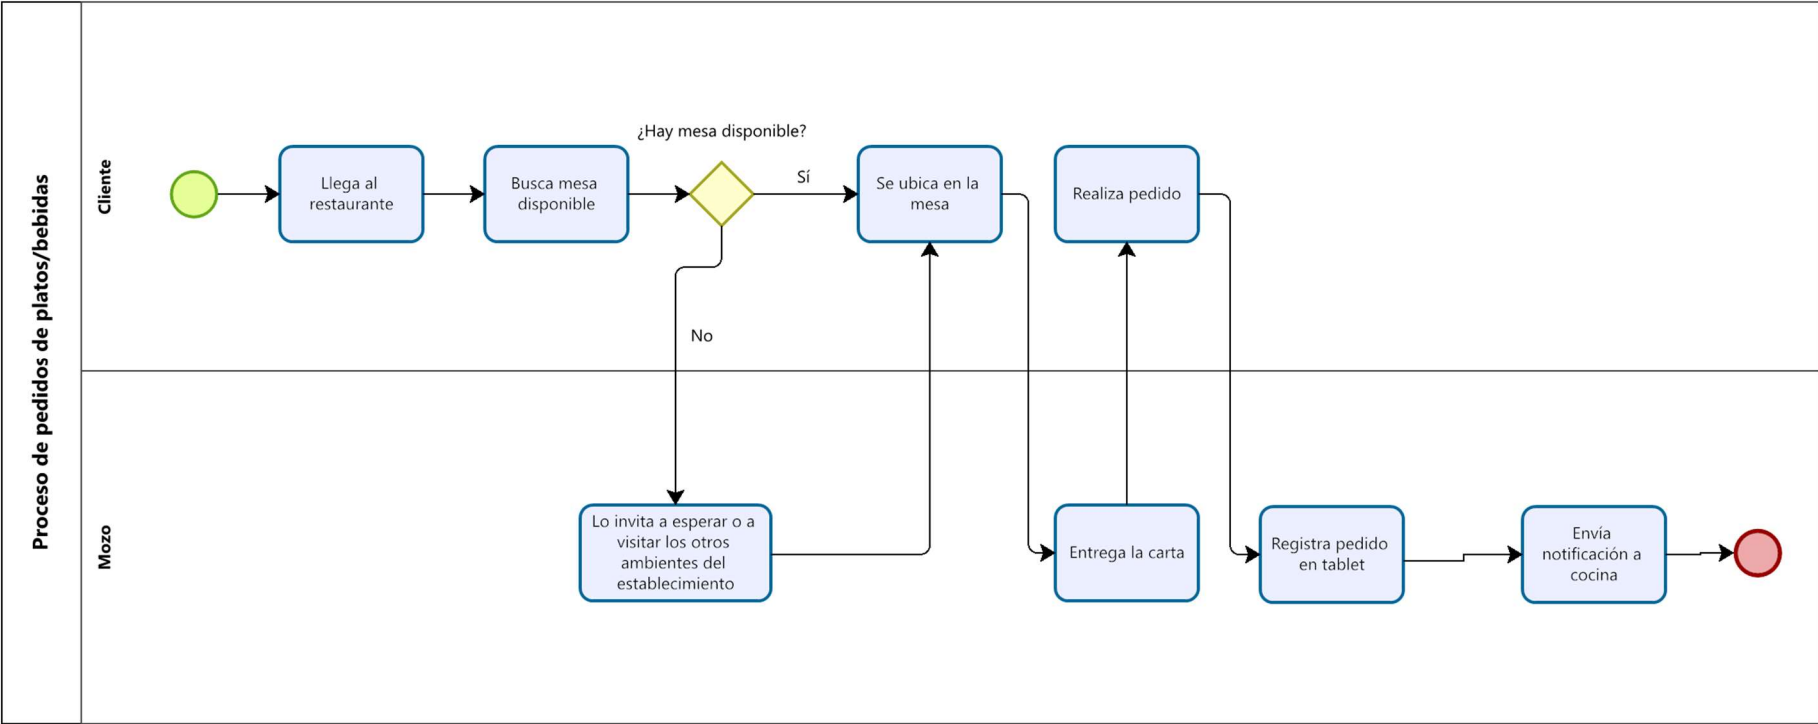 Proceso de pedidos de platos/bebidas
Cliente
Llega al
restaurante
Busca mesa
disponible
¿Hay mesa disponible?
Sí
No
Se ubica en la
mesa
Realiza pedido
Mozo
Lo invita a esperar o a
visitar los otros
ambientes del
establecimiento
Entrega la carta
Registra pedido
en tablet
Envía
notificación a
cocina